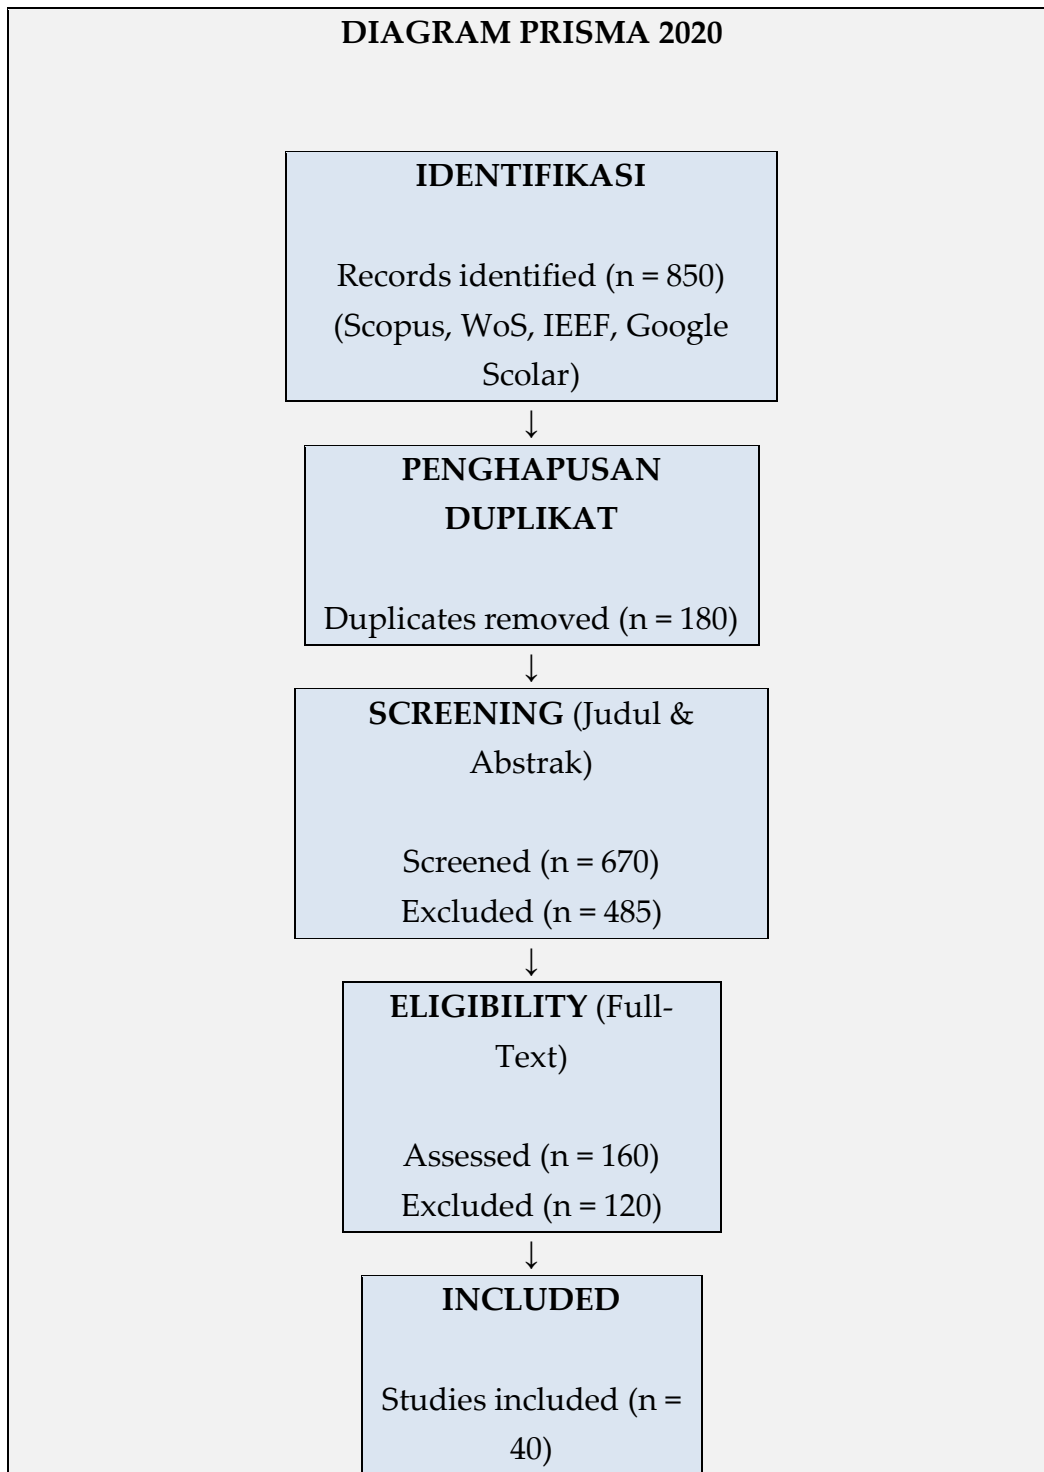 DIAGRAM PRISMA 2020
IDENTIFIKASI
Records identified (n = 850)
(Scopus, WoS, IEEF, Google
Scolar)
↓
PENGHAPUSAN
DUPLIKAT
Duplicates removed (n = 180)
↓
SCREENING (Judul &
Abstrak)
Screened (n = 670)
Excluded (n = 485)
↓
ELIGIBILITY (Full-
Text)
Assessed (n = 160)
Excluded (n = 120)
↓
INCLUDED
Studies included (n =
40)